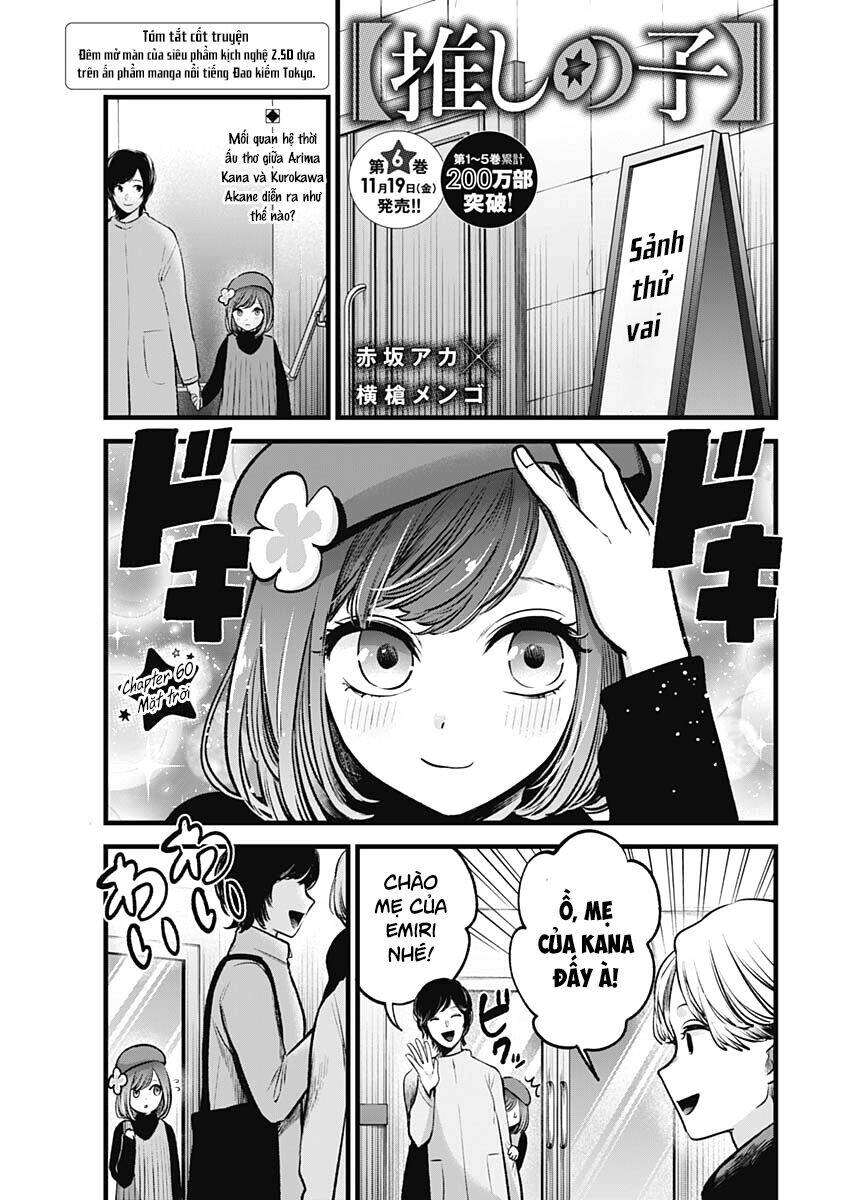 Tóm tắt cốt truyện
Đêm mở màn của siêu phẩm kịch nghệ 2.5D dựa
trên ấn phẩm manga nổi tiếng Đao kiếm Tokyo.
【推しの子】
Mối quan hệ thời
ấu thơ giữa Arima
Kana và Kurokawa
Akane diễn ra như
thế nào?
第6巻
11月19日(金)
発売!!
第1〜5巻累計
200万部
突破!
Sảnh
thử
vai
赤坂アカ×
横槍メンゴ
ドキ
ドキ
Chapter 60
Mặt trời
わいわい
Ồ, MẸ
CỦA KANA
ĐẤY À!
CHÀO
MẸ CỦA
EMIRI
NHÉ!
ビクッ